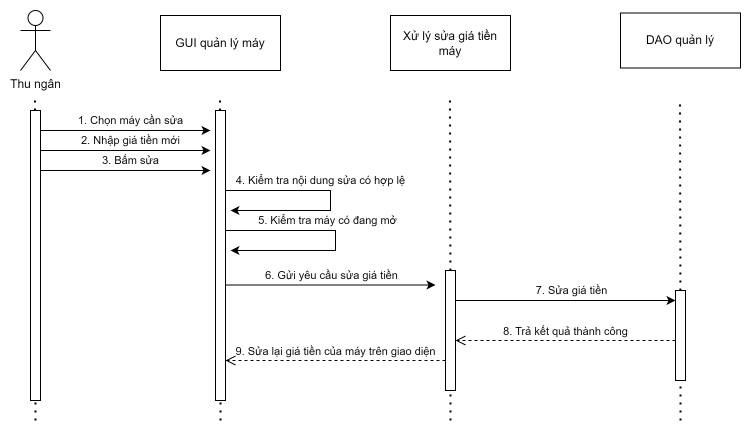 Thu ngân
GUI quản lý máy
Xử lý sửa giá tiền
máy
DAO quản lý
1. Chọn máy cần sửa
2. Nhập giá tiền mới
3. Bấm sửa
4. Kiểm tra nội dung sửa có hợp lệ
5. Kiểm tra máy có đang mở
6. Gửi yêu cầu sửa giá tiền
7. Sửa giá tiền
8. Trả kết quả thành công
9. Sửa lại giá tiền của máy trên giao diện